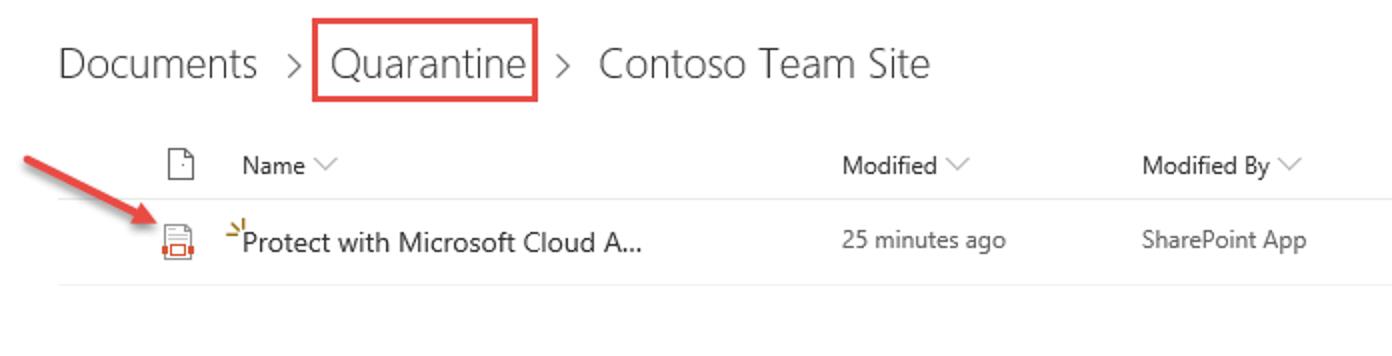 Documents > Quarantine > Contoso Team Site
Name Modified Modified By
Protect with Microsoft Cloud A... 25 minutes ago SharePoint App